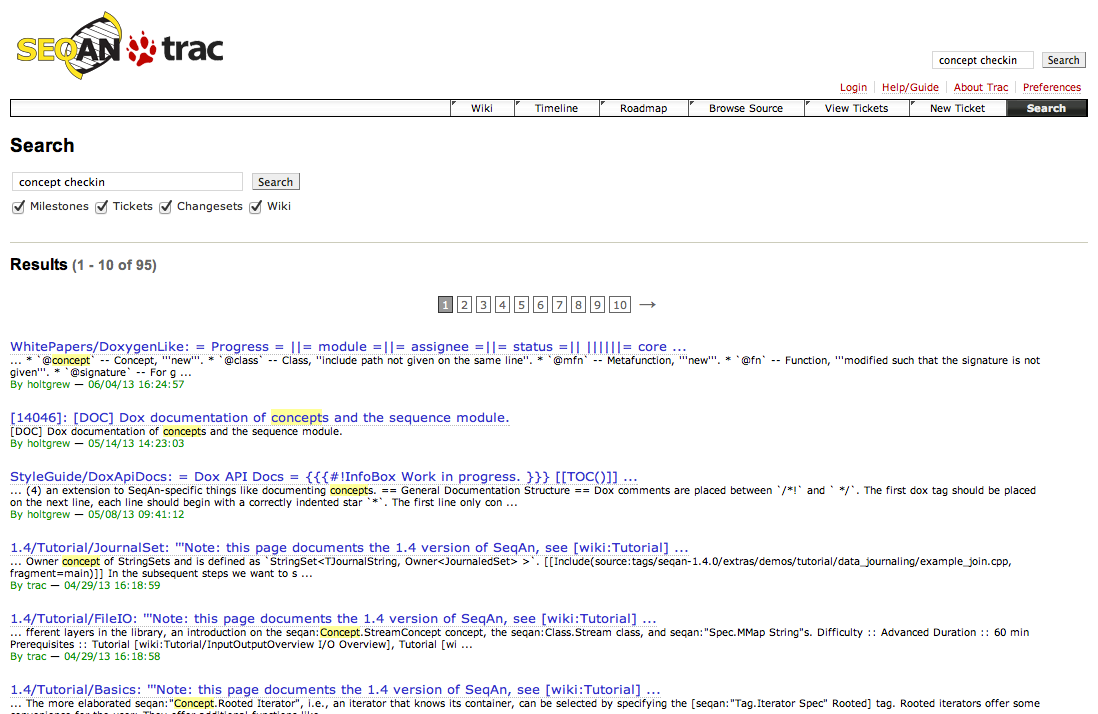 SEQAN trac
concept checkin Search
Login Help/Guide About Trac Preferences
Wiki Timeline Roadmap Browse Source View Tickets New Ticket Search
Search
concept checkin Search
Milestones Tickets Changesets Wiki
Results (1 - 10 of 95)
1 2 3 4 5 6 7 8 9 10 →
WhitePapers/DoxygenLike: = Progress = ||= module =||= assignee =||= status =|| ||||||= core ...
... * `@concept` -- Concept, '''new'''. * `@class` -- Class, ''include path not given on the same line''. * `@mfn` -- Metafunction, '''new'''. * `@fn` -- Function, '''modified such that the signature is not
given'''. * `@signature` -- For g ...
By holtgrew — 06/04/13 16:24:57
[14046]: [DOC] Dox documentation of concepts and the sequence module.
[DOC] Dox documentation of concepts and the sequence module.
By holtgrew — 05/14/13 14:23:03
StyleGuide/DoxApiDocs: = Dox API Docs = {{{#!InfoBox Work in progress. }}} [[TOC()]] ...
... (4) an extension to SeqAn-specific things like documenting concepts. == General Documentation Structure == Dox comments are placed between `/*!` and ` */`. The first dox tag should be placed
on the next line, each line should begin with a correctly indented star `*`. The first line only con ...
By holtgrew — 05/08/13 09:41:12
1.4/Tutorial/JournalSet: '''Note: this page documents the 1.4 version of SeqAn, see [wiki:Tutorial] ...
... Owner concept of StringSets and is defined as `StringSet<TJournalString, Owner<JournaledSet> >`. [[Include(source:tags/seqan-1.4.0/extras/demos/tutorial/data_journaling/example_join.cpp,
fragment=main)]] In the subsequent steps we want to s ...
By trac — 04/29/13 16:18:59
1.4/Tutorial/FileIO: '''Note: this page documents the 1.4 version of SeqAn, see [wiki:Tutorial] ...
... fferent layers in the library, an introduction on the seqan:Concept.StreamConcept concept, the seqan:Class.Stream class, and seqan:"Spec.MMap String"s. Difficulty :: Advanced Duration :: 60 min
Prerequisites :: Tutorial [wiki:Tutorial/InputOutputOverview I/O Overview], Tutorial [wi ...
By trac — 04/29/13 16:18:58
1.4/Tutorial/Basics: '''Note: this page documents the 1.4 version of SeqAn, see [wiki:Tutorial] ...
... The more elaborated seqan:"Concept.Rooted Iterator", i.e., an iterator that knows its container, can be selected by specifying the [seqan:"Tag.Iterator Spec" Rooted] tag. Rooted iterators offer some